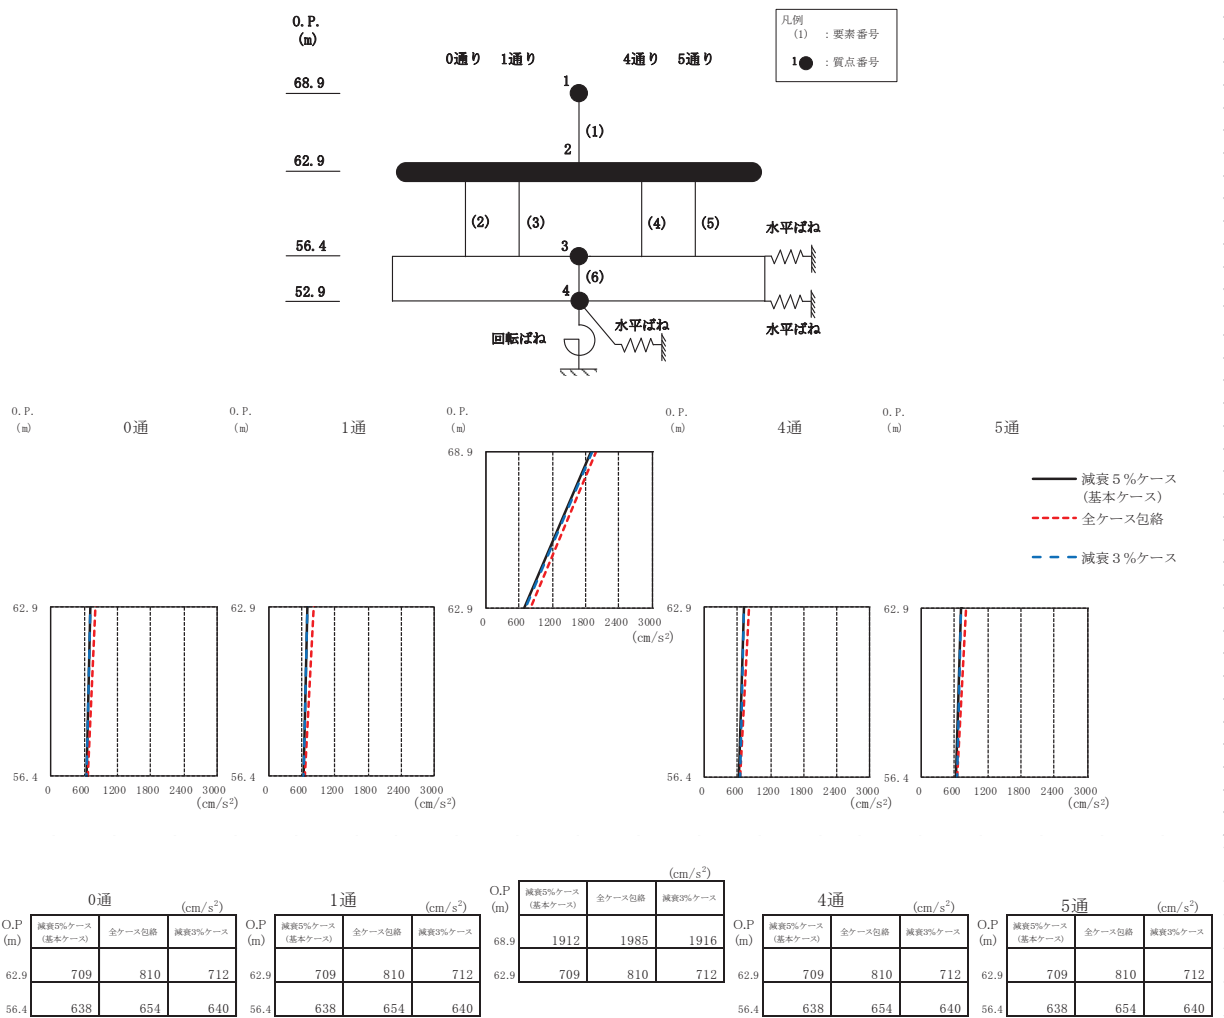 O.P.
(m)
凡例
(1) ：要素番号
1 ：質点番号
0通り 1通り 4通り 5通り
68.9
1
(1)
2
62.9
(2) (3) (4) (5)
水平ばね
56.4
3
(6)
52.9
4
水平ばね
水平ばね
回転ばね
O.P.
(m)
0通
O.P.
(m)
1通
O.P.
(m)
O.P.
(m)
4通
O.P.
(m)
5通
68.9
62.9
0 600 1200 1800 2400 3000
(cm/s²)
減衰５%ケース
(基本ケース)
全ケース包絡
減衰３%ケース
62.9
56.4
0 600 1200 1800 2400 3000
(cm/s²)
62.9
56.4
0 600 1200 1800 2400 3000
(cm/s²)
62.9
56.4
0 600 1200 1800 2400 3000
(cm/s²)
62.9
56.4
0 600 1200 1800 2400 3000
(cm/s²)
0通 (cm/s²)
O.P
(m)
減衰5%ケース
(基本ケース)
全ケース包絡 減衰3%ケース
62.9 709 810 712
56.4 638 654 640
1通 (cm/s²)
O.P
(m)
減衰5%ケース
(基本ケース)
全ケース包絡 減衰3%ケース
62.9 709 810 712
56.4 638 654 640
(cm/s²)
O.P
(m)
減衰5%ケース
(基本ケース)
全ケース包絡 減衰3%ケース
68.9 1912 1985 1916
62.9 709 810 712
4通 (cm/s²)
O.P
(m)
減衰5%ケース
(基本ケース)
全ケース包絡 減衰3%ケース
62.9 709 810 712
56.4 638 654 640
5通 (cm/s²)
O.P
(m)
減衰5%ケース
(基本ケース)
全ケース包絡 減衰3%ケース
62.9 709 810 712
56.4 638 654 640